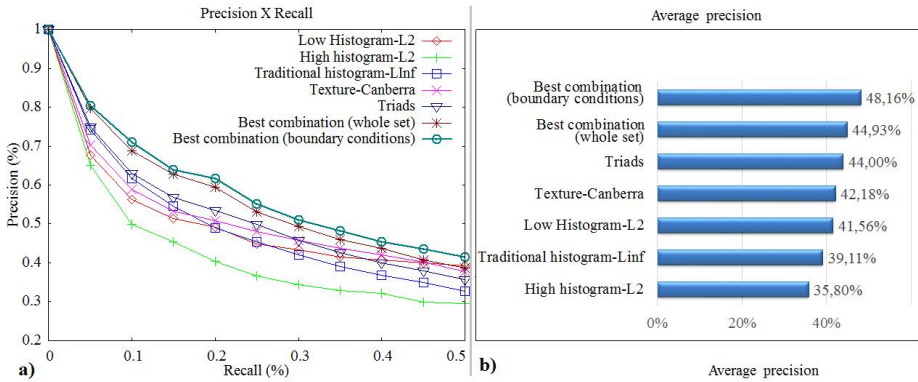 Precision X Recall
Low Histogram-L2
High histogram-L2
Traditional histogram-LInf
Texture-Canberra
Triads
Best combination (whole set)
Best combination (boundary conditions)
Precision (%)
1
0.9
0.8
0.7
0.6
0.5
0.4
0.3
0.2
0
0.1
0.2
0.3
0.4
0.5
Recall (%)
a)
Average precision
Best combination
(boundary conditions)
48,16%
Best combination
(whole set)
44,93%
Triads
44,00%
Texture-Canberra
42,18%
Low Histogram-L2
41,56%
Traditional histogram-Linf
39,11%
High histogram-L2
35,80%
0%
20%
40%
b)
Average precision